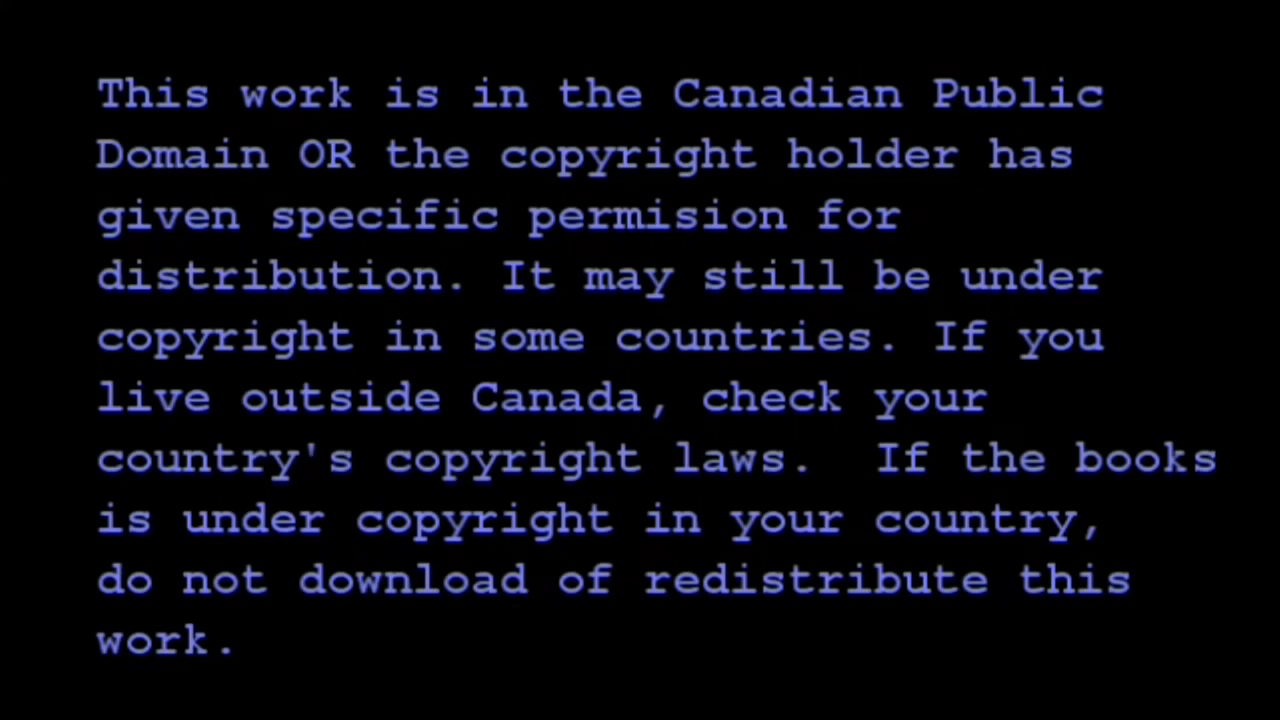 This work is in the Canadian Public
Domain OR the copyright holder has
given specific permision for
distribution. It may still be under
copyright in some countries. If you
live outside Canada, check your
country's copyright laws.  If the books
is under copyright in your country,
do not download of redistribute this
work.